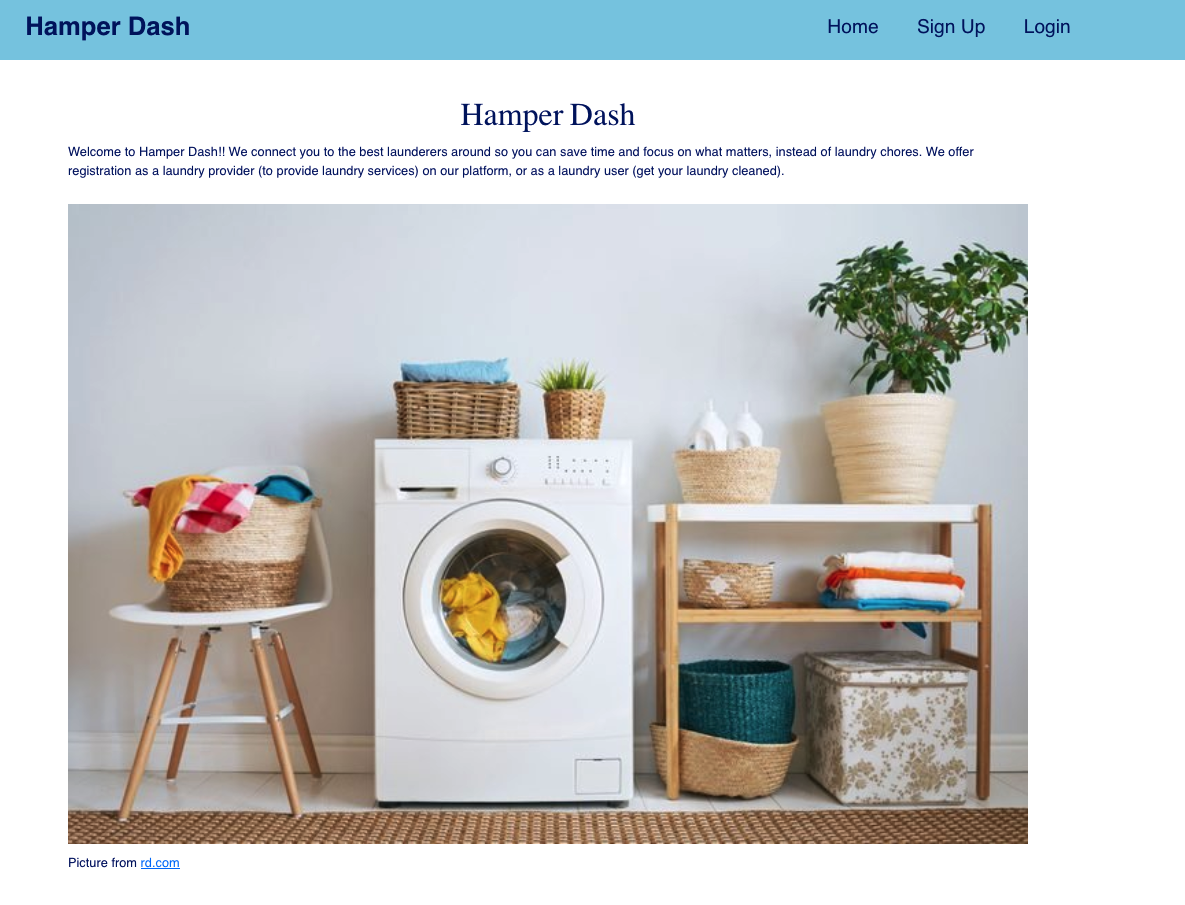 Hamper Dash
Home Sign Up Login
Hamper Dash
Welcome to Hamper Dash!! We connect you to the best launderers around so you can save time and focus on what matters, instead of laundry chores. We offer
registration as a laundry provider (to provide laundry services) on our platform, or as a laundry user (get your laundry cleaned).
Picture from rd.com